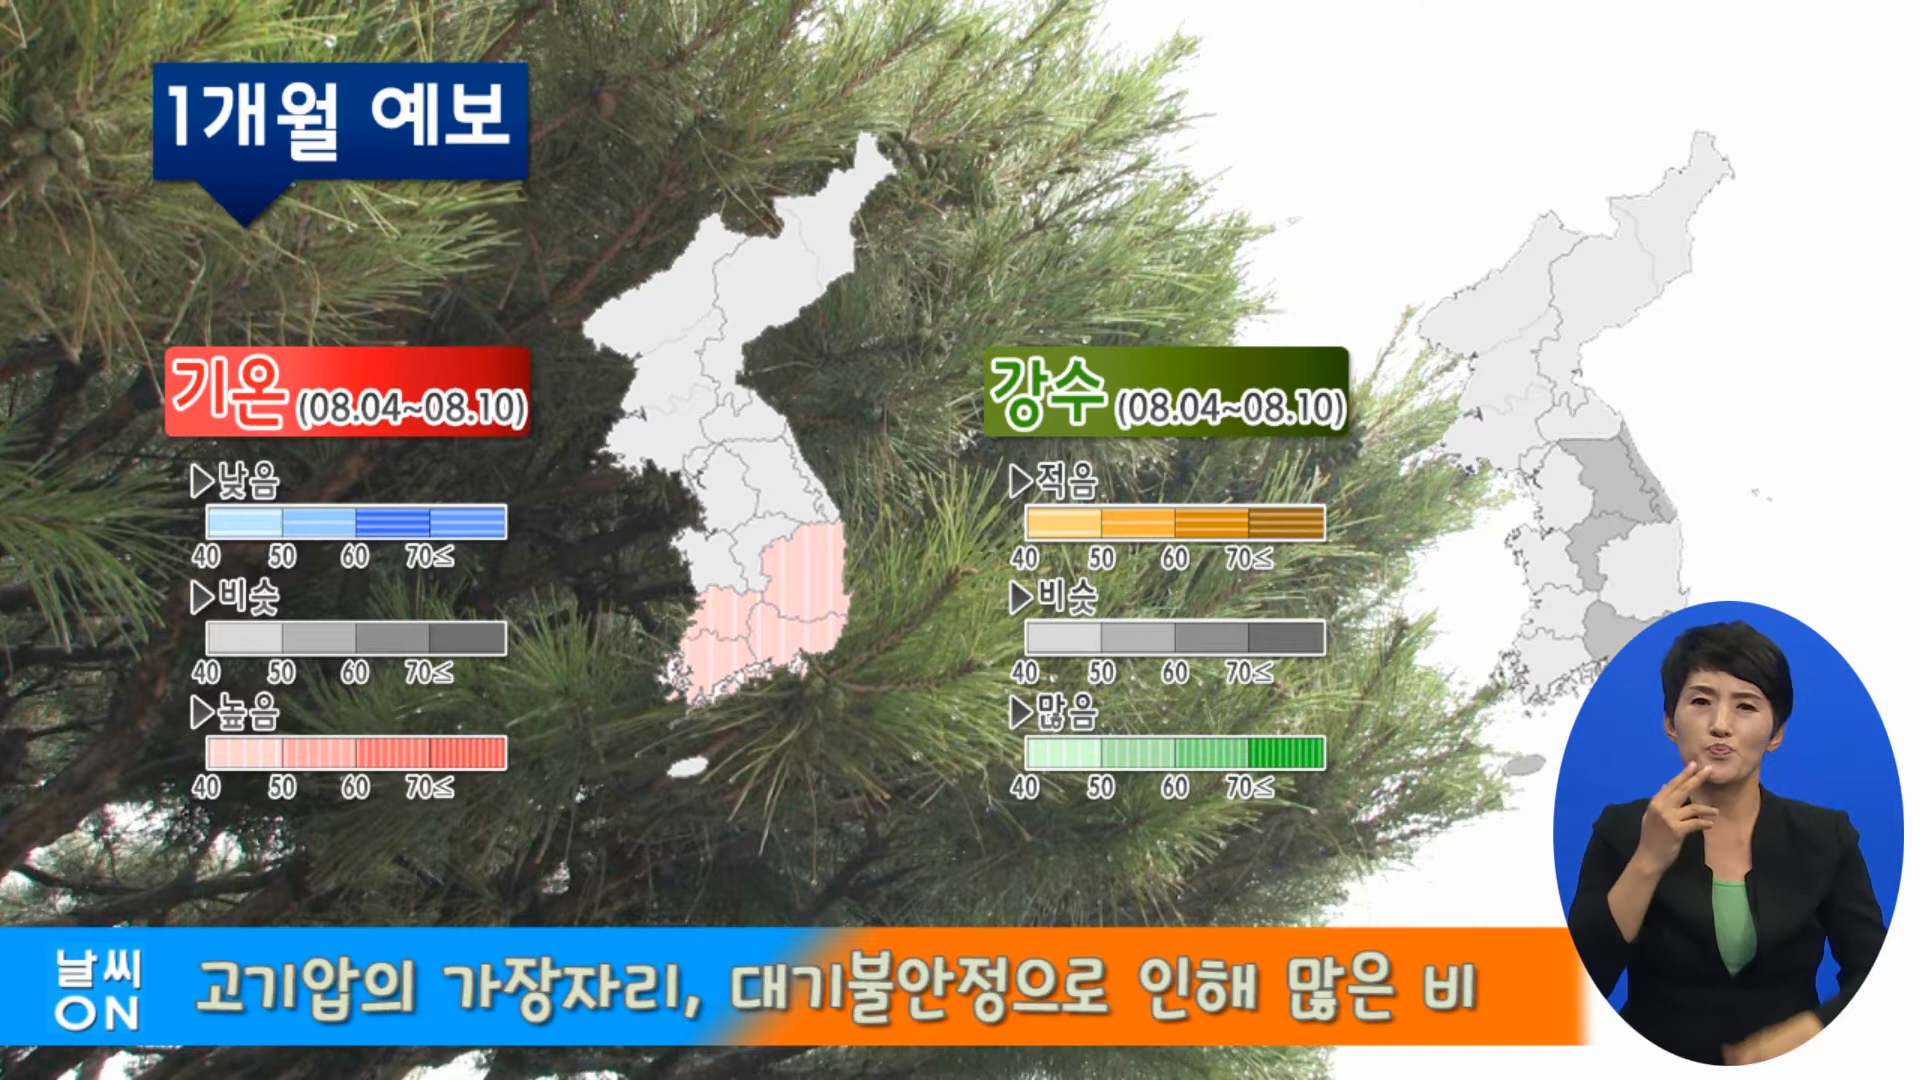 1개월 예보
기온 (08.04~08.10)
▶낮음
40 50 60 70≤
▶비슷
40 50 60 70≤
▶높음
40 50 60 70≤
강수 (08.04~08.10)
▶적음
40 50 60 70≤
▶비슷
40 50 60 70≤
▶많음
40 50 60 70≤
날씨
ON
고기압의 가장자리, 대기불안정으로 인해 많은 비